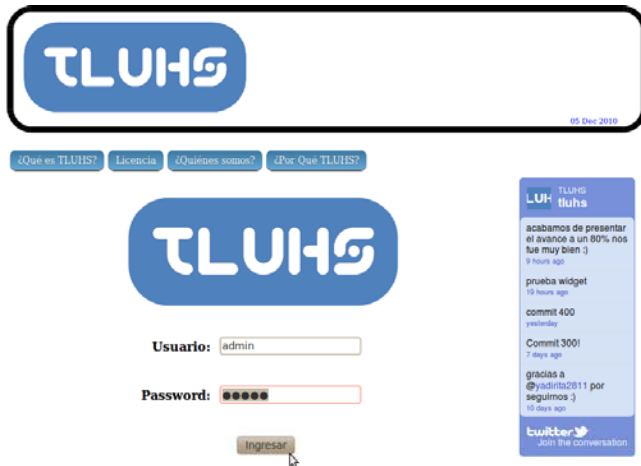 TLUHS
05 Dec 2010
¿Qué es TLUHS?
Licencia
¿Quiénes somos?
¿Por Qué TLUHS?
TLUHS
Usuario: admin
Password: ●●●●●
Ingresar
LUH
TLUHS
tluhs
acabamos de presentar
el avance a un 80% nos
fue muy bien :)
9 hours ago
prueba widget
10 hours ago
commit 400
yesterday
Commit 300!
7 days ago
gracias a
@yadirita2811 por
seguirnos :)
10 days ago
twitter
Join the conversation